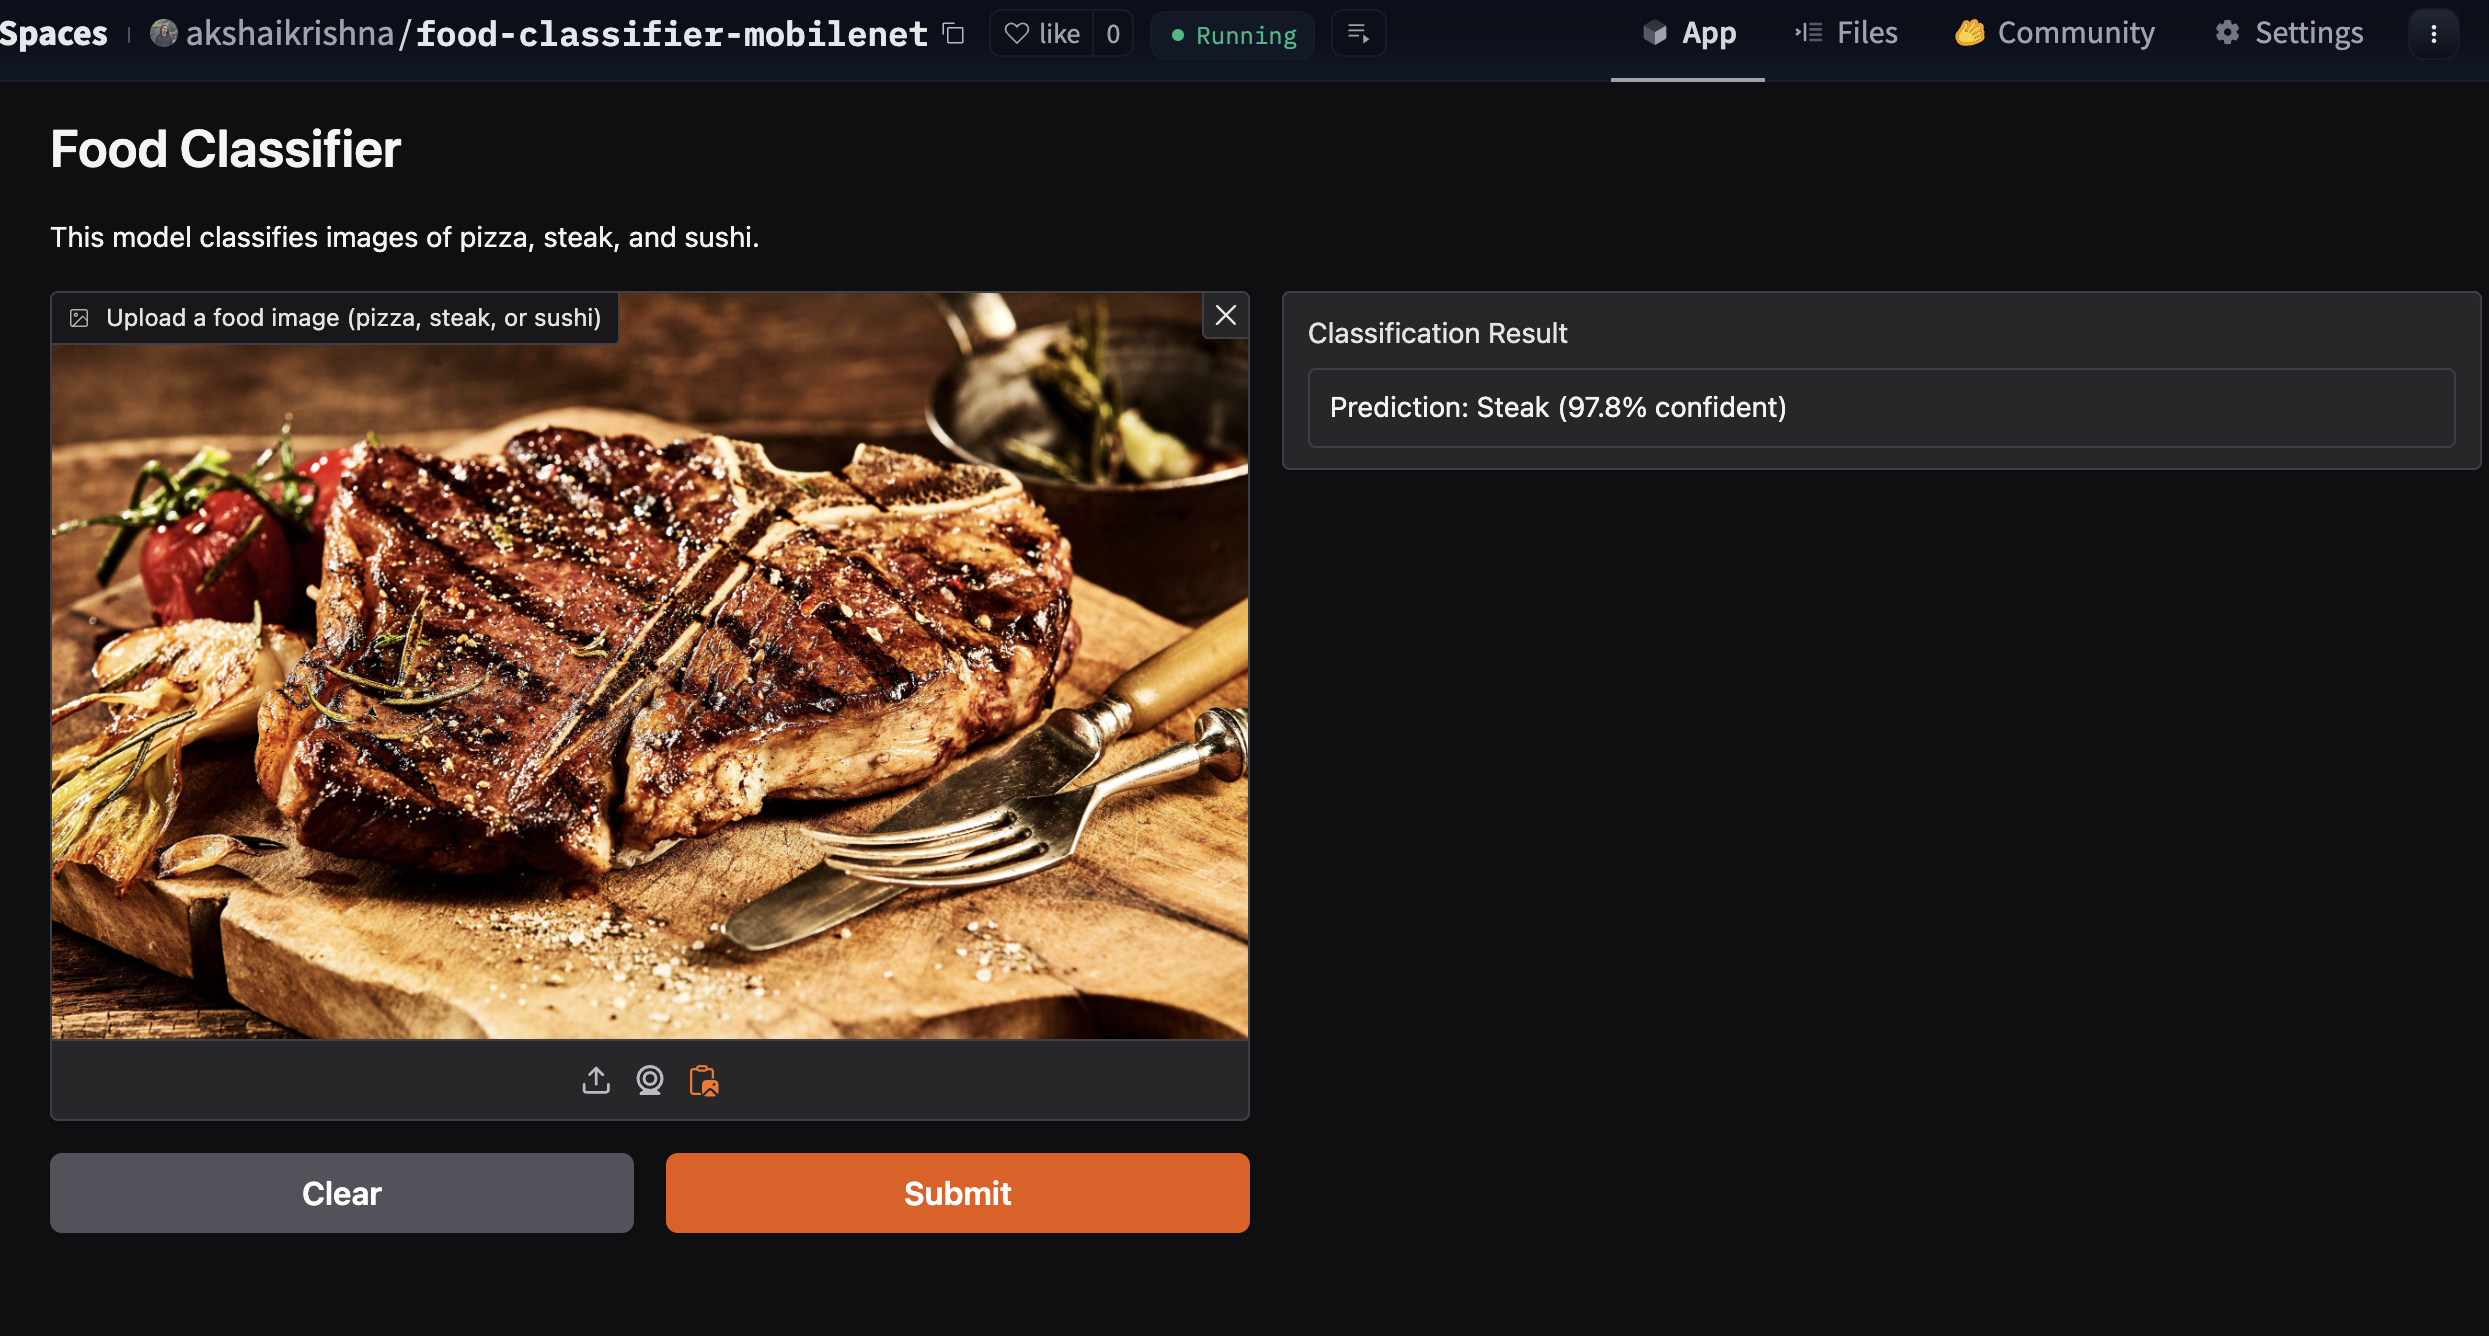 Spaces akshaikrishna/food-classifier-mobilenet like 0 Running App Files Community Settings
Food Classifier
This model classifies images of pizza, steak, and sushi.
Upload a food image (pizza, steak, or sushi)
Classification Result
Prediction: Steak (97.8% confident)
Clear Submit